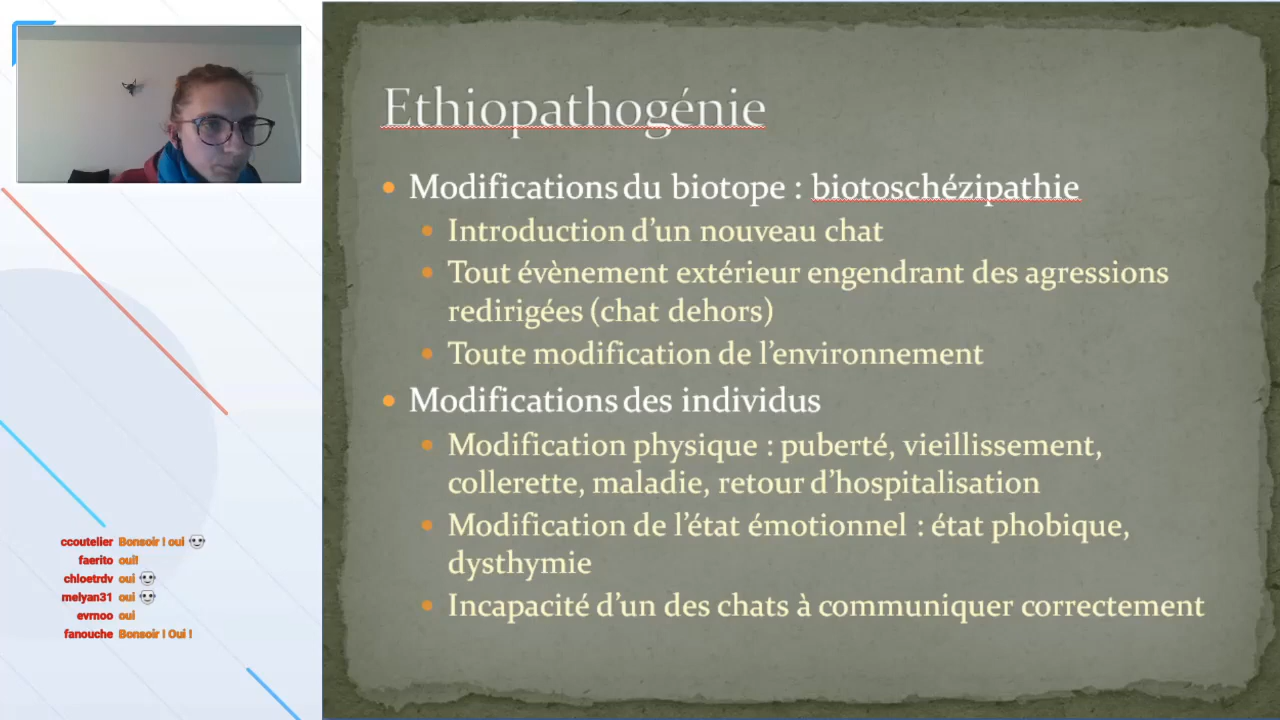 Ethiopathogénie
• Modifications du biotope : biotoschézipathie
• Introduction d’un nouveau chat
• Tout évènement extérieur engendrant des agressions
redirigées (chat dehors)
• Toute modification de l’environnement
• Modifications des individus
• Modification physique : puberté, vieillissement,
collerette, maladie, retour d’hospitalisation
• Modification de l’état émotionnel : état phobique,
dysthymie
• Incapacité d’un des chats à communiquer correctement
ccoutelier Bonsoir ! oui
faerito oui!
chloetrdv oui
melyan31 oui
evrnoo oui
fanouche Bonsoir ! Oui !